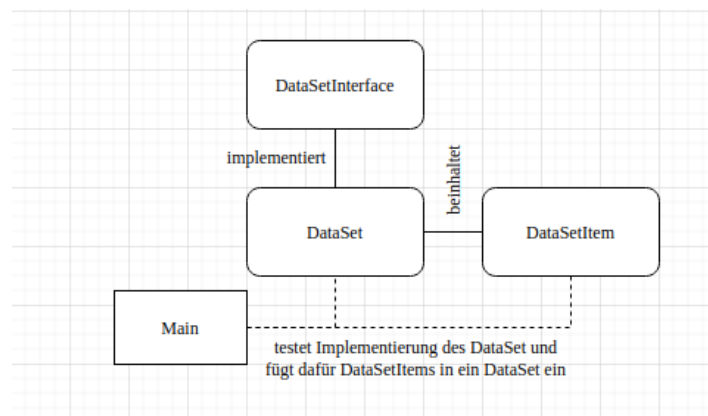 DataSetInterface
implementiert
beinhaltet
DataSet
DataSetItem
Main
testet Implementierung des DataSet und
fügt dafür DataSetItems in ein DataSet ein